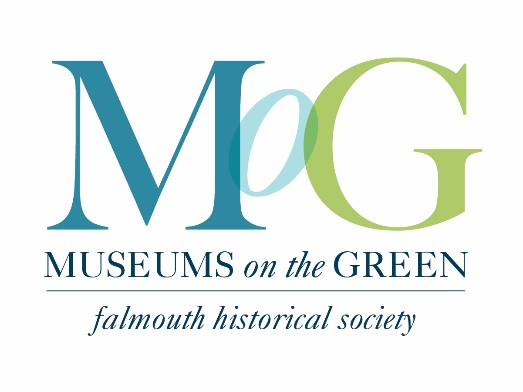 MoG
MUSEUMS on the GREEN
falmouth historical society